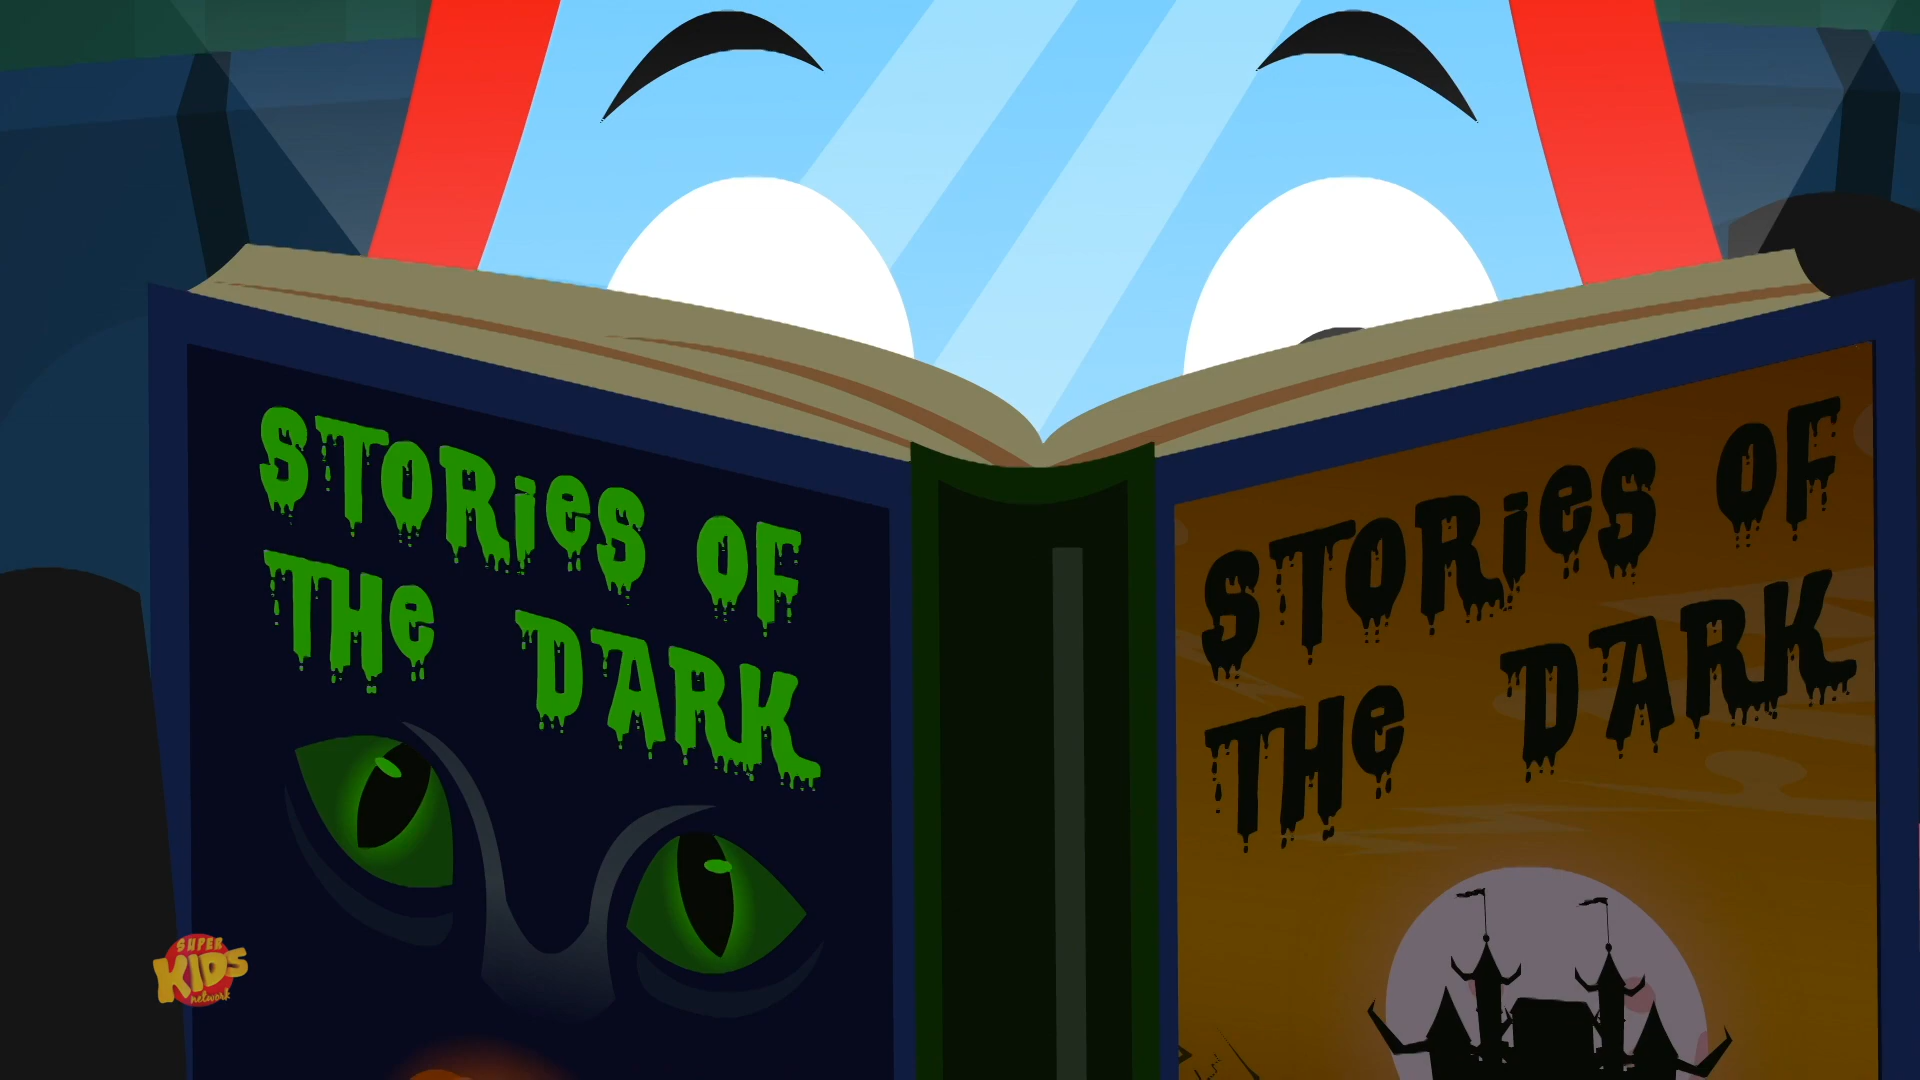 STORiES OF
THe DARK
STORiES OF
THe DARK
SUPER
KIDS
network